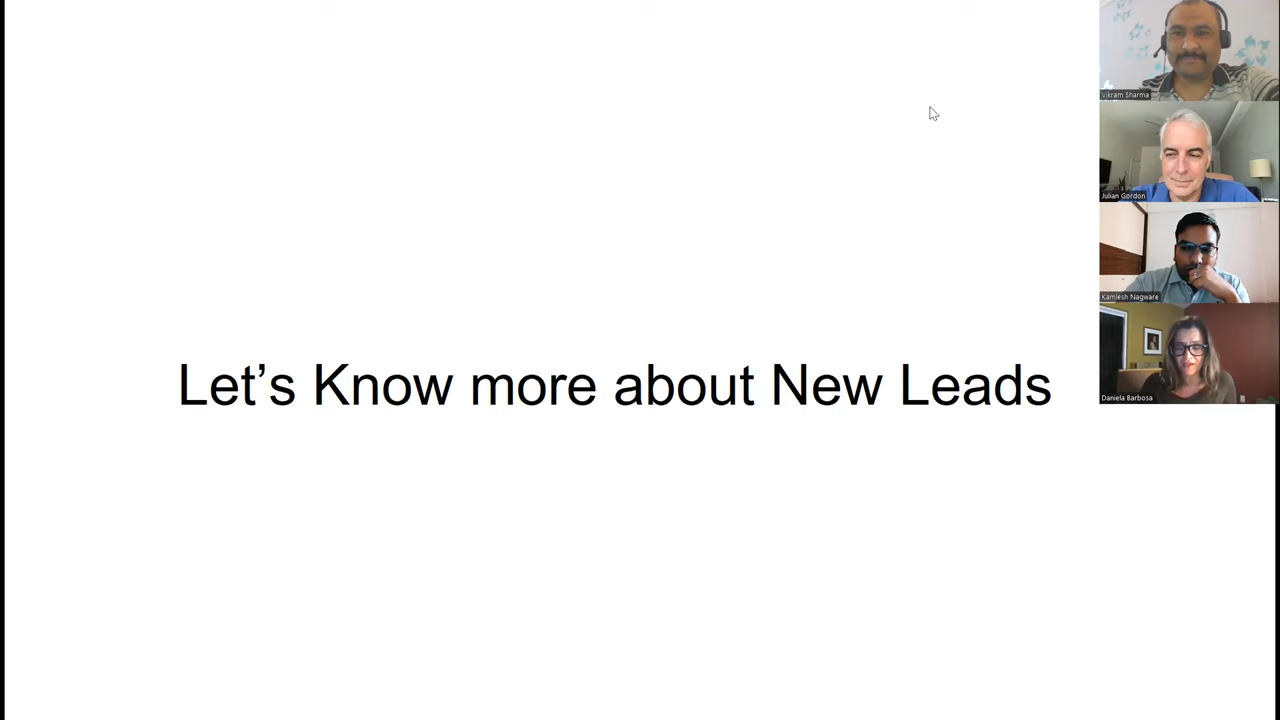 Let's Know more about New Leads
Vikram Sharma
Julian Gordon
Kamlesh Nagware
Daniela Barbosa